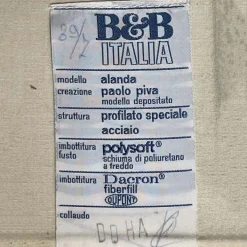 B&B
ITALIA
modello alanda
creazione paolo piva
modello depositato
struttura profilato speciale
acciaio
imbottitura polysoft®
fusto schiuma di poliuretano
a freddo
imbottitura Dacron®
fiberfill
DUPONT
collaudo
DORA